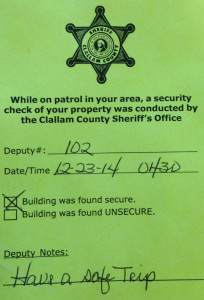 SHERIFF
CLALLAM COUNTY
While on patrol in your area, a security
check of your property was conducted
by the Clallam County Sheriff's Office
Deputy#: 102
Date/Time 12-23-14 0430
Building was found secure.
Building was found UNSECURE.
Deputy Notes:
Have a safe Trip